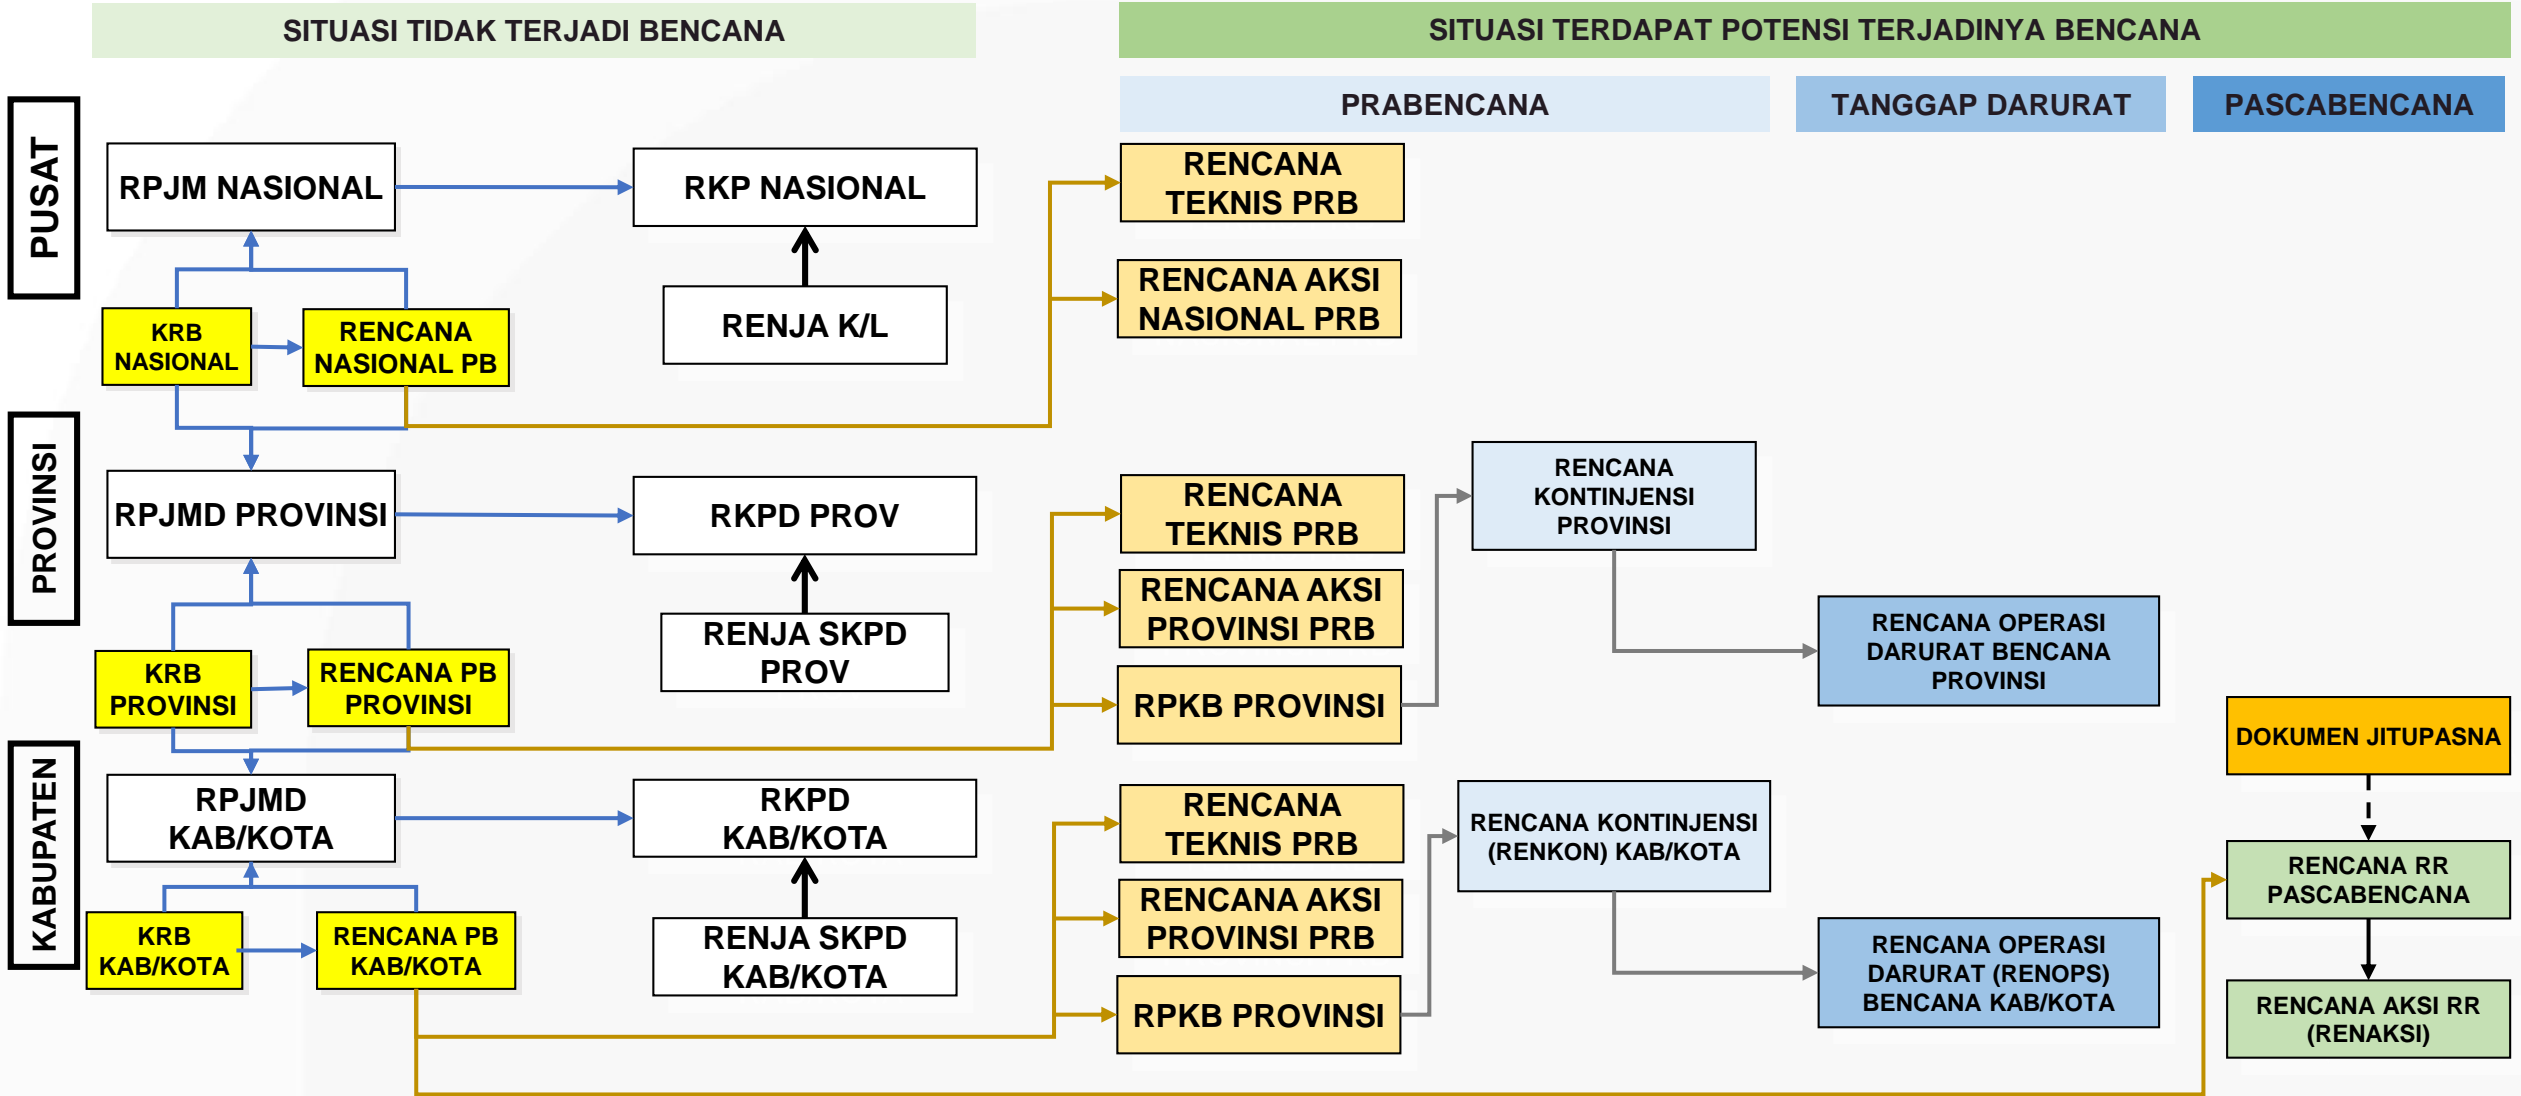 SITUASI TIDAK TERJADI BENCANA
SITUASI TERDAPAT POTENSI TERJADINYA BENCANA
PRABENCANA
TANGGAP DARURAT
PASCABENCANA
PUSAT
RPJM NASIONAL
RKP NASIONAL
RENCANA
TEKNIS PRB
KRB
NASIONAL
RENCANA
NASIONAL PB
RENJA K/L
RENCANA AKSI
NASIONAL PRB
PROVINSI
RPJMD PROVINSI
RKPD PROV
RENCANA
TEKNIS PRB
RENCANA
KONTINJENSI
PROVINSI
KRB
PROVINSI
RENCANA PB
PROVINSI
RENJA SKPD
PROV
RENCANA AKSI
PROVINSI PRB
RPKB PROVINSI
RENCANA OPERASI
DARURAT BENCANA
PROVINSI
DOKUMEN JITUPASNA
KABUPATEN
RPJMD
KAB/KOTA
RKPD
KAB/KOTA
RENCANA
TEKNIS PRB
RENCANA KONTINJENSI
(RENKON) KAB/KOTA
RENCANA RR
PASCABENCANA
KRB
KAB/KOTA
RENCANA PB
KAB/KOTA
RENJA SKPD
KAB/KOTA
RENCANA AKSI
PROVINSI PRB
RPKB PROVINSI
RENCANA OPERASI
DARURAT (RENOPS)
BENCANA KAB/KOTA
RENCANA AKSI RR
(RENAKSI)